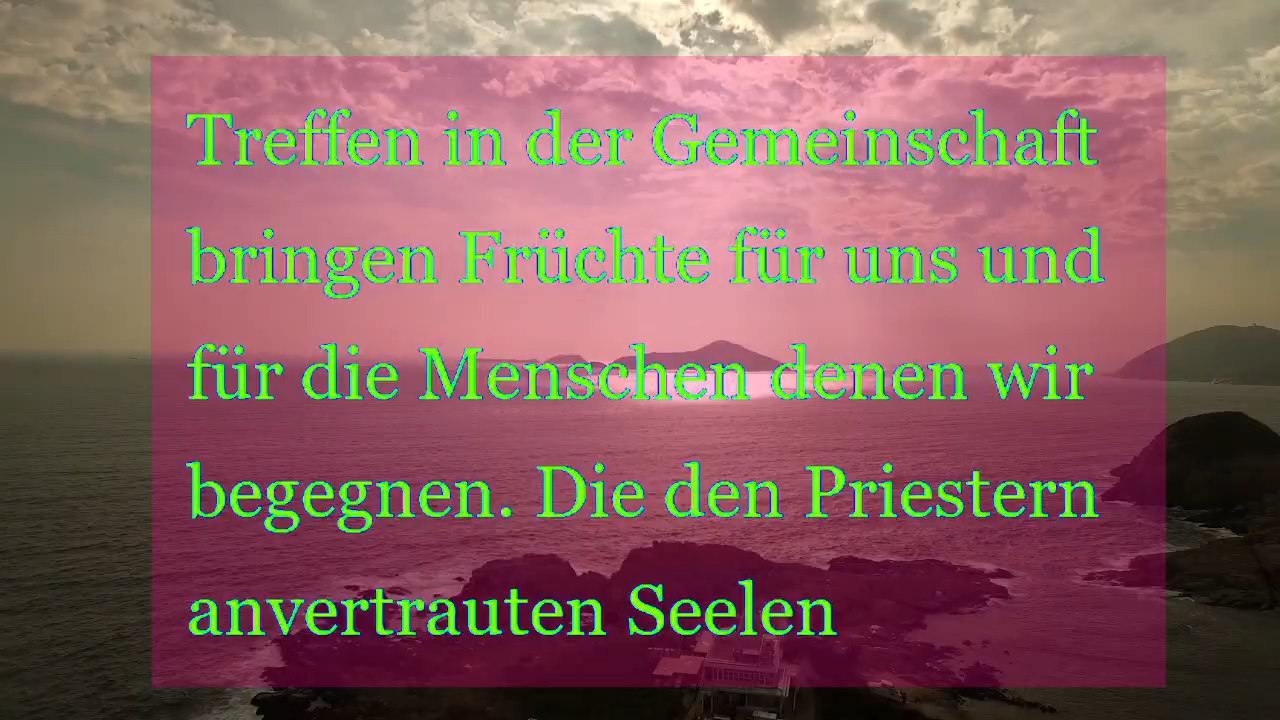 Treffen in der Gemeinschaft
bringen Früchte für uns und
für die Menschen denen wir
begegnen. Die den Priestern
anvertrauten Seelen